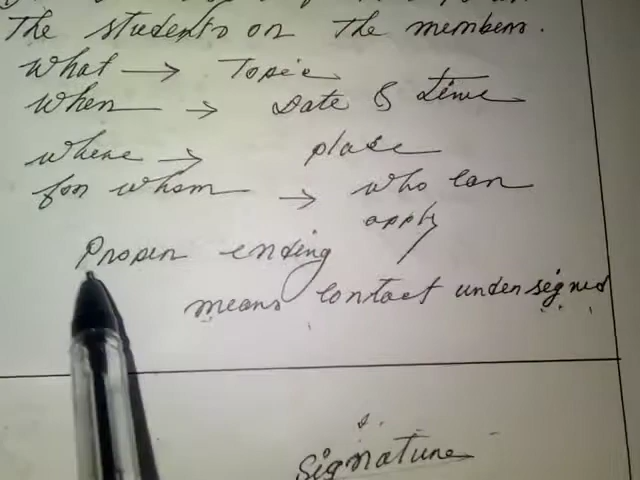 the students or the members.
What → Topic
When → Date & time
where → place
for whom → who can
apply
Proper ending
means contact undersigned
Signature